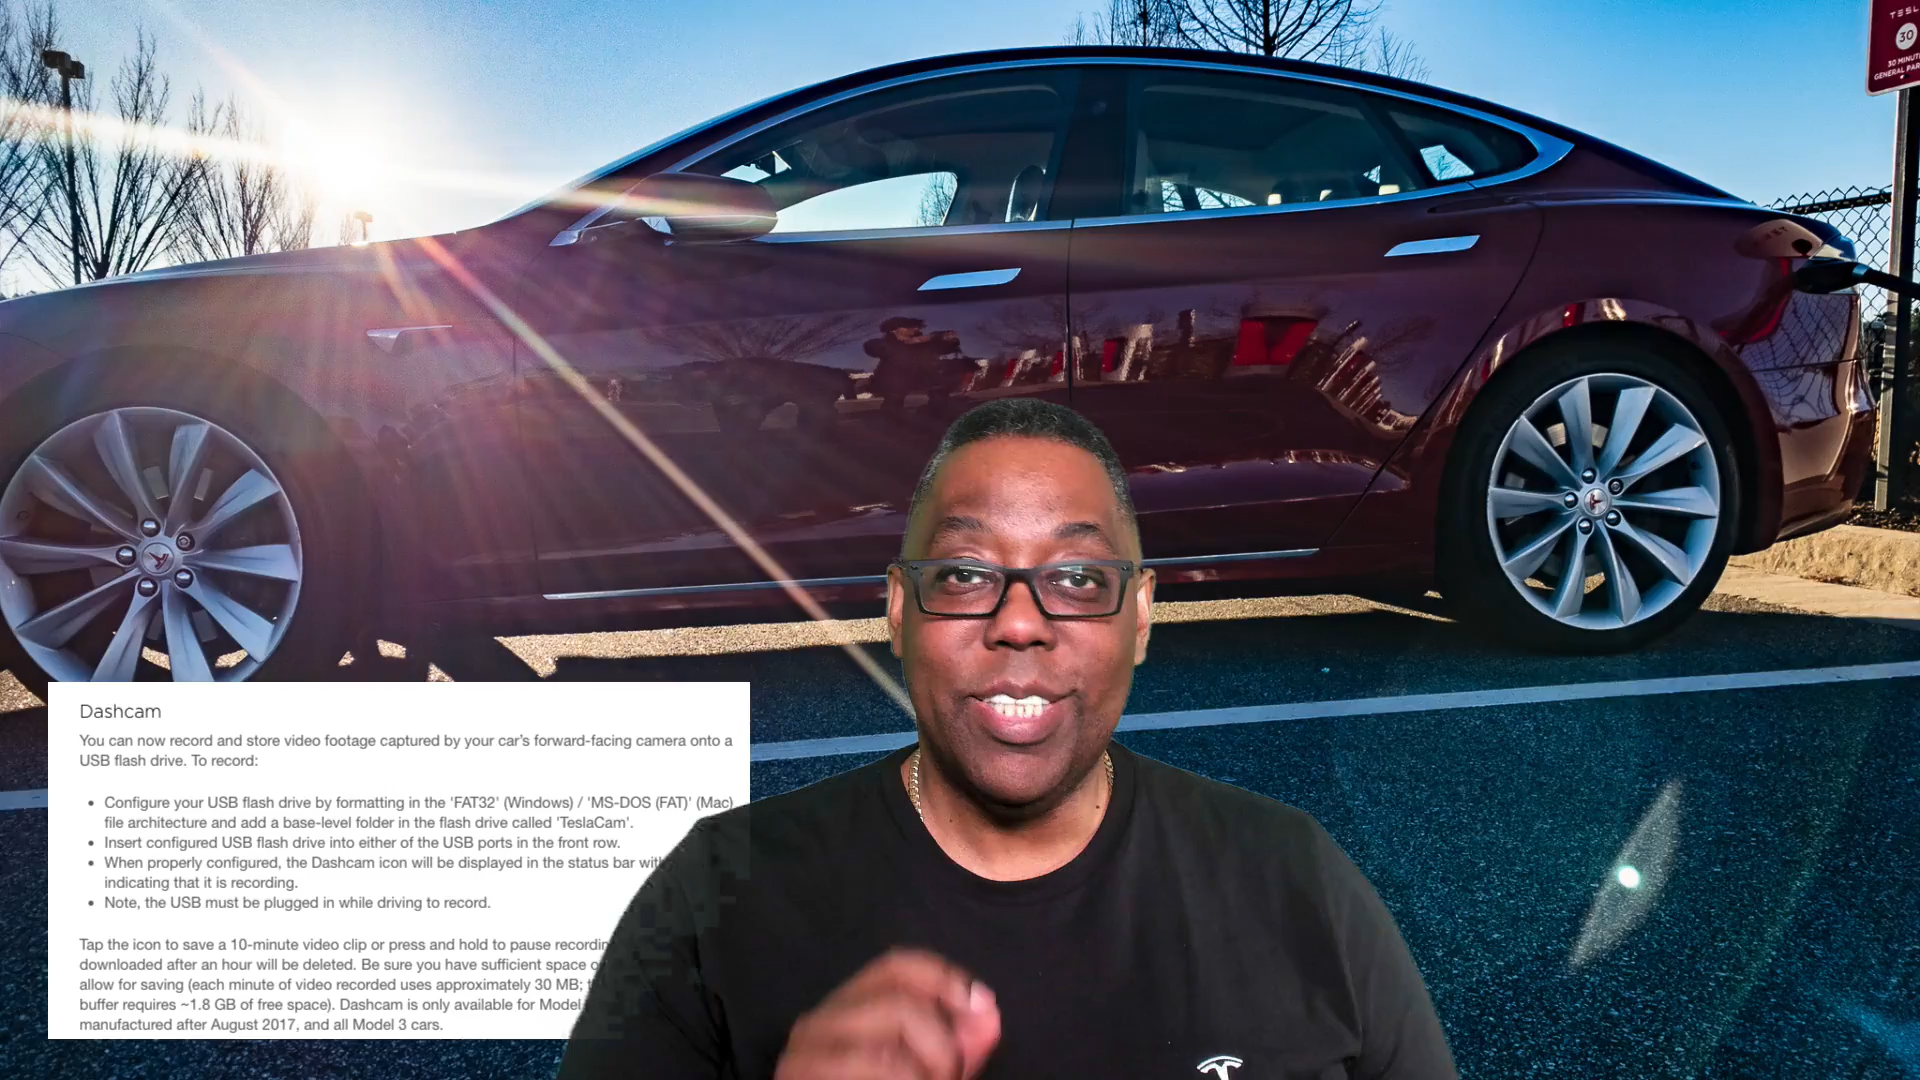 TESL
30
30 MINUT
GENERAL PAR
Dashcam
You can now record and store video footage captured by your car's forward-facing camera onto a
USB flash drive. To record:
• Configure your USB flash drive by formatting in the 'FAT32' (Windows) / 'MS-DOS (FAT)' (Mac)
file architecture and add a base-level folder in the flash drive called 'TeslaCam'.
• Insert configured USB flash drive into either of the USB ports in the front row.
• When properly configured, the Dashcam icon will be displayed in the status bar with
indicating that it is recording.
• Note, the USB must be plugged in while driving to record.
Tap the icon to save a 10-minute video clip or press and hold to pause recordin
downloaded after an hour will be deleted. Be sure you have sufficient space o
allow for saving (each minute of video recorded uses approximately 30 MB; t
buffer requires ~1.8 GB of free space). Dashcam is only available for Model
manufactured after August 2017, and all Model 3 cars.